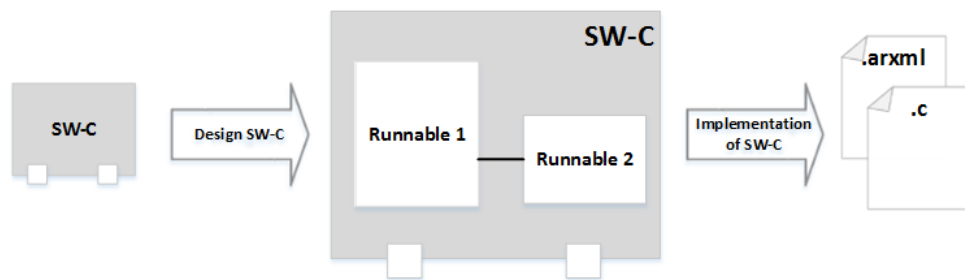 SW-C
Design SW-C
SW-C
Runnable 1
Runnable 2
Implementation
of SW-C
.arxml
.c